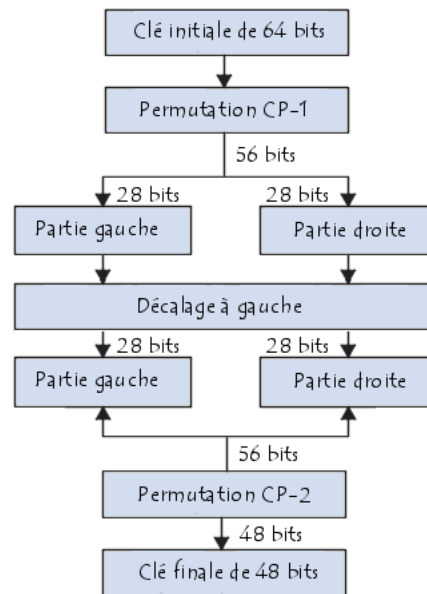 Clé initiale de 64 bits
Permutation CP-1
56 bits
28 bits
28 bits
Partie gauche
Partie droite
Décalage à gauche
28 bits
28 bits
Partie gauche
Partie droite
56 bits
Permutation CP-2
48 bits
Clé finale de 48 bits